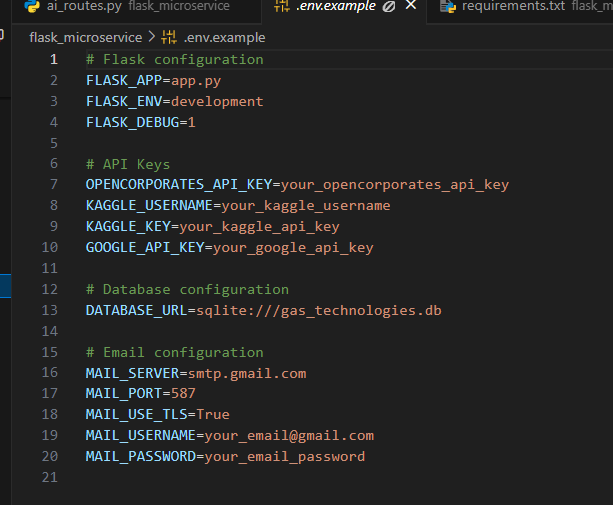 ai_routes.py flask_microservice .env.example requirements.txt flask_m
flask_microservice > .env.example
1 # Flask configuration
2 FLASK_APP=app.py
3 FLASK_ENV=development
4 FLASK_DEBUG=1
5
6 # API Keys
7 OPENCORPORATES_API_KEY=your_opencorporates_api_key
8 KAGGLE_USERNAME=your_kaggle_username
9 KAGGLE_KEY=your_kaggle_api_key
10 GOOGLE_API_KEY=your_google_api_key
11
12 # Database configuration
13 DATABASE_URL=sqlite:///gas_technologies.db
14
15 # Email configuration
16 MAIL_SERVER=smtp.gmail.com
17 MAIL_PORT=587
18 MAIL_USE_TLS=True
19 MAIL_USERNAME=your_email@gmail.com
20 MAIL_PASSWORD=your_email_password
21